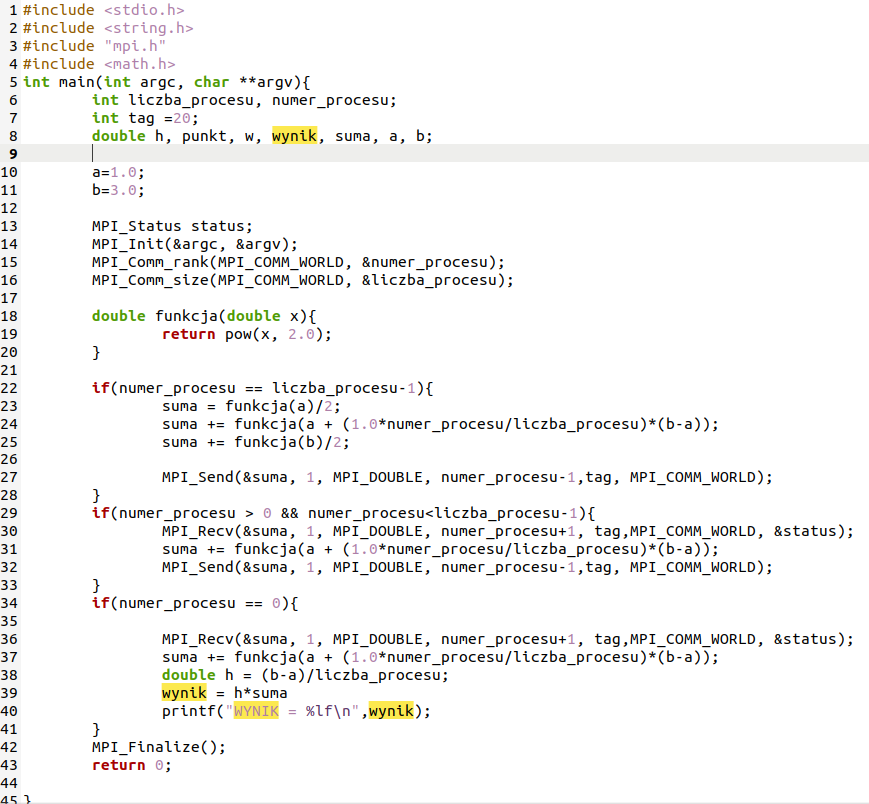 1 #include <stdio.h>
2 #include <string.h>
3 #include "mpi.h"
4 #include <math.h>
5 int main(int argc, char **argv){
6         int liczba_procesu, numer_procesu;
7         int tag =20;
8         double h, punkt, w, wynik, suma, a, b;
9
10         a=1.0;
11         b=3.0;
12
13         MPI_Status status;
14         MPI_Init(&argc, &argv);
15         MPI_Comm_rank(MPI_COMM_WORLD, &numer_procesu);
16         MPI_Comm_size(MPI_COMM_WORLD, &liczba_procesu);
17
18         double funkcja(double x){
19                 return pow(x, 2.0);
20         }
21
22         if(numer_procesu == liczba_procesu-1){
23                 suma = funkcja(a)/2;
24                 suma += funkcja(a + (1.0*numer_procesu/liczba_procesu)*(b-a));
25                 suma += funkcja(b)/2;
26
27                 MPI_Send(&suma, 1, MPI_DOUBLE, numer_procesu-1,tag, MPI_COMM_WORLD);
28         }
29         if(numer_procesu > 0 && numer_procesu<liczba_procesu-1){
30                 MPI_Recv(&suma, 1, MPI_DOUBLE, numer_procesu+1, tag,MPI_COMM_WORLD, &status);
31                 suma += funkcja(a + (1.0*numer_procesu/liczba_procesu)*(b-a));
32                 MPI_Send(&suma, 1, MPI_DOUBLE, numer_procesu-1,tag, MPI_COMM_WORLD);
33         }
34         if(numer_procesu == 0){
35
36                 MPI_Recv(&suma, 1, MPI_DOUBLE, numer_procesu+1, tag,MPI_COMM_WORLD, &status);
37                 suma += funkcja(a + (1.0*numer_procesu/liczba_procesu)*(b-a));
38                 double h = (b-a)/liczba_procesu;
39                 wynik = h*suma
40                 printf("WYNIK = %lf\n",wynik);
41         }
42         MPI_Finalize();
43         return 0;
44
45 }